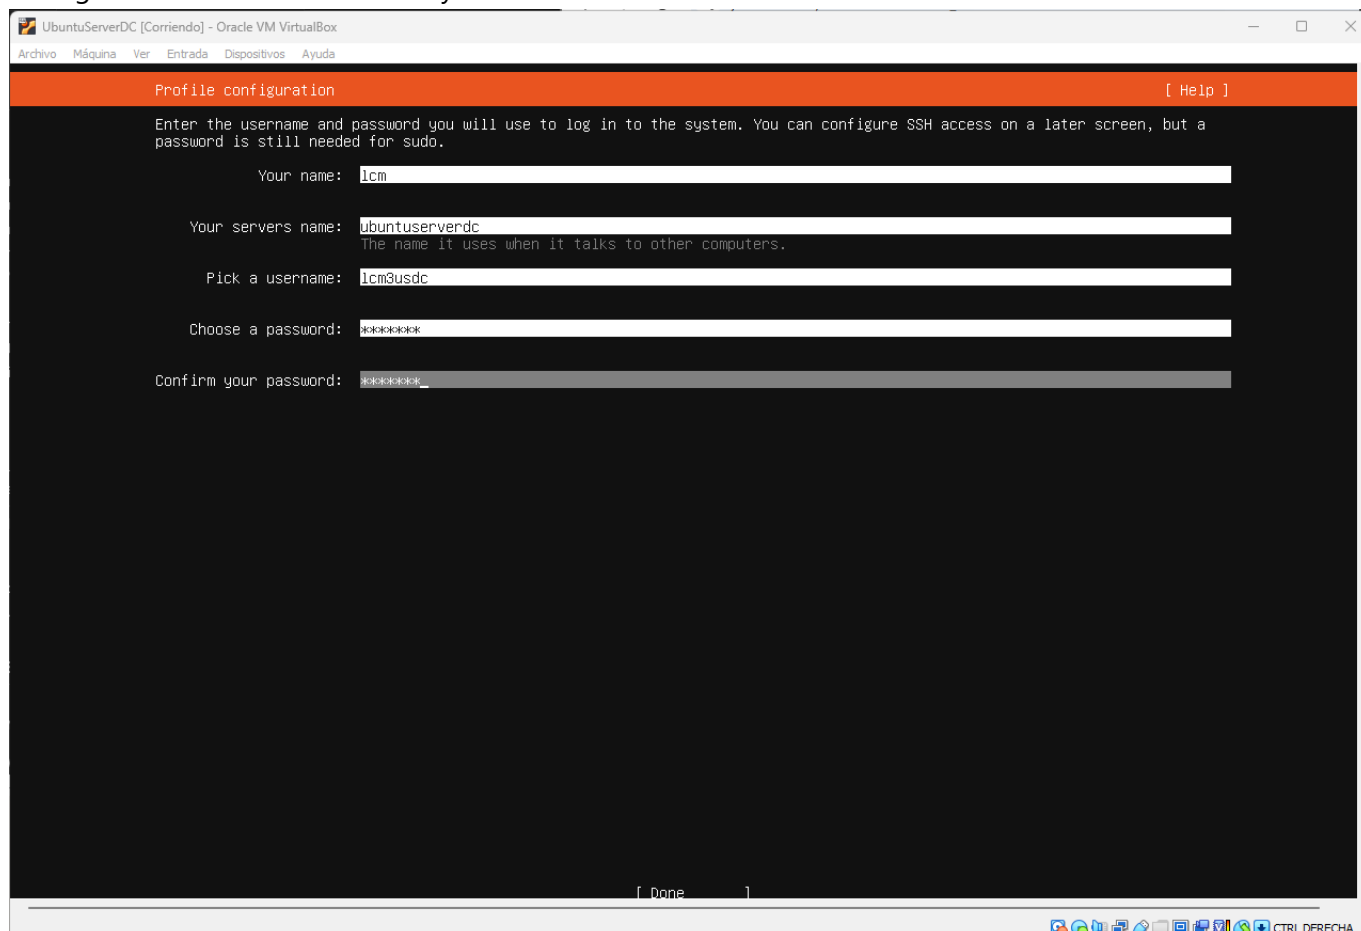 UbuntuServerDC [Corriendo] - Oracle VM VirtualBox
Archivo Máquina Ver Entrada Dispositivos Ayuda
Profile configuration [ Help ]
Enter the username and password you will use to log in to the system. You can configure SSH access on a later screen, but a
password is still needed for sudo.
Your name: lcm
Your servers name: ubuntuserverdc
The name it uses when it talks to other computers.
Pick a username: lcm3usdc
Choose a password: *******
Confirm your password: *******_
[ Done ]
CTRL DERECHA